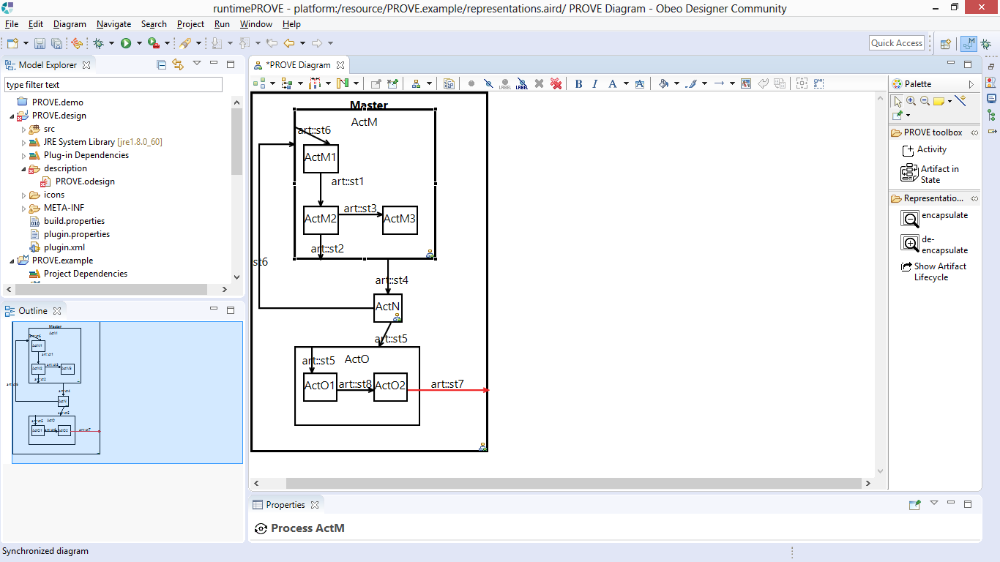 runtimePROVE - platform:/resource/PROVE.example/representations.aird/ PROVE Diagram - Obeo Designer Community
File Edit Diagram Navigate Search Project Run Window Help
Quick Access
Model Explorer
type filter text
PROVE.demo
PROVE.design
src
JRE System Library [jre1.8.0_60]
Plug-in Dependencies
description
PROVE.odesign
icons
META-INF
build.properties
plugin.properties
plugin.xml
PROVE.example
Project Dependencies
Outline
*PROVE Diagram
LABEL LABEL B I A
Master
ActM
art::st6
ActM1
art::st1
ActM2
art::st3
ActM3
art::st2
st6
art::st4
ActN
art::st5
art::st5
ActO
ActO1
art::st8
ActO2
art::st7
Palette
PROVE toolbox
Activity
Artifact in
State
Representatio...
encapsulate
de-
encapsulate
Show Artifact
Lifecycle
Properties
Process ActM
Synchronized diagram